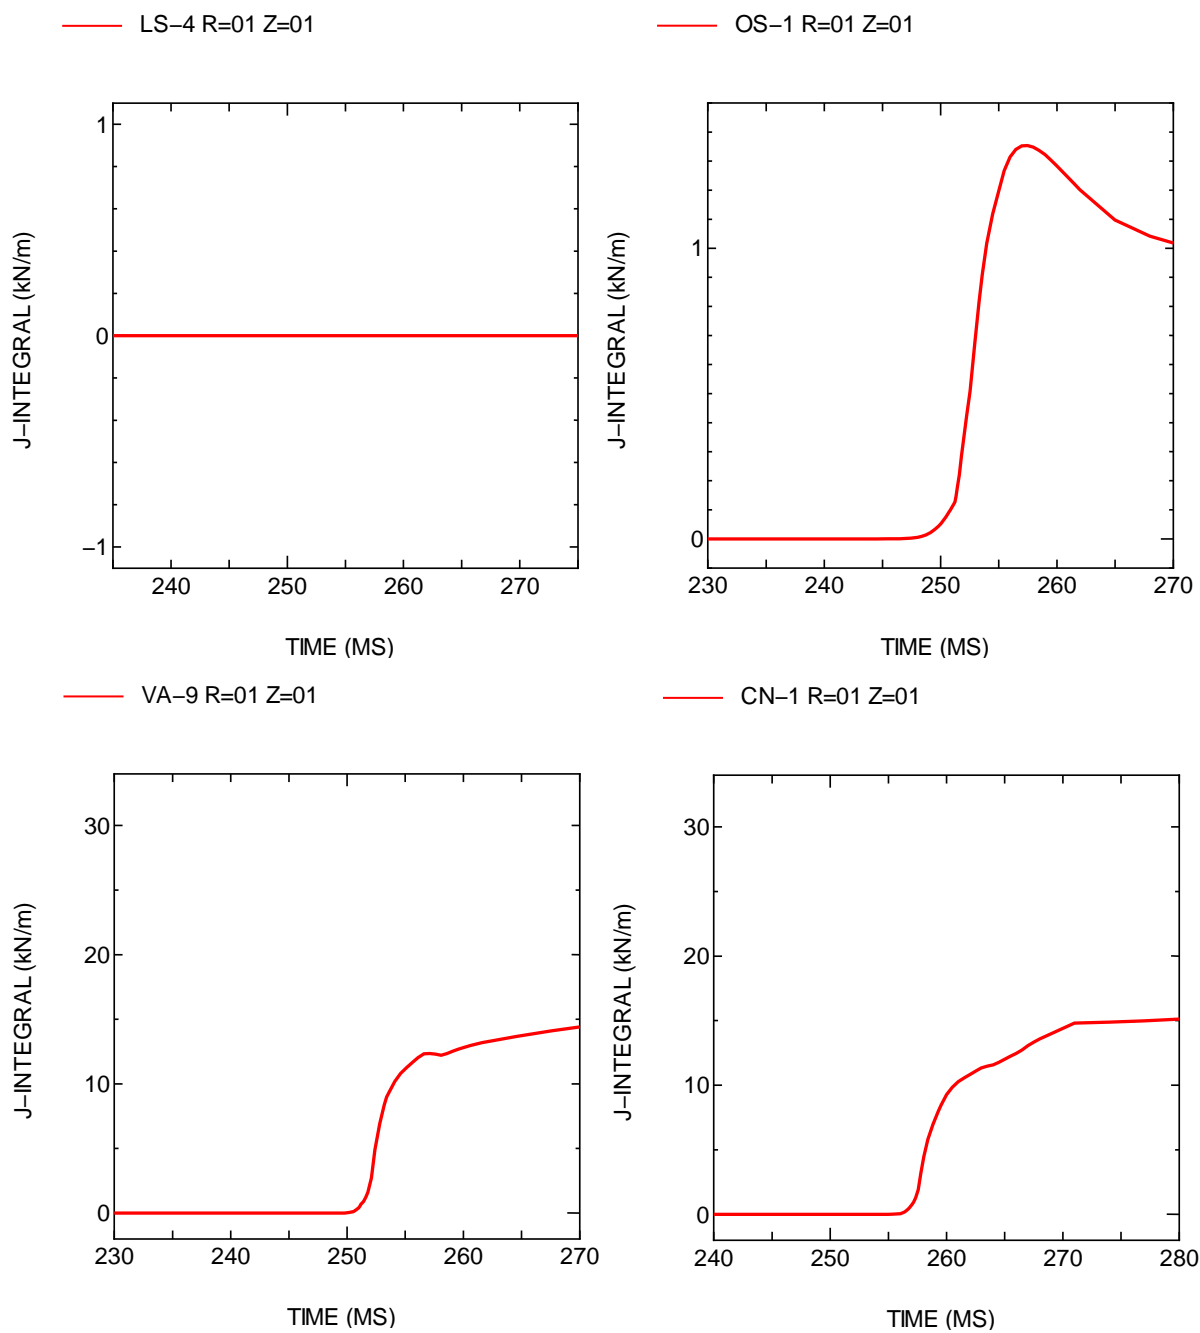 LS−4 R=01 Z=01
J−INTEGRAL (kN/m)
1
0
−1
240 250 260 270
TIME (MS)
OS−1 R=01 Z=01
J−INTEGRAL (kN/m)
1
0
230 240 250 260 270
TIME (MS)
VA−9 R=01 Z=01
J−INTEGRAL (kN/m)
30
20
10
0
230 240 250 260 270
TIME (MS)
CN−1 R=01 Z=01
J−INTEGRAL (kN/m)
30
20
10
0
240 250 260 270 280
TIME (MS)